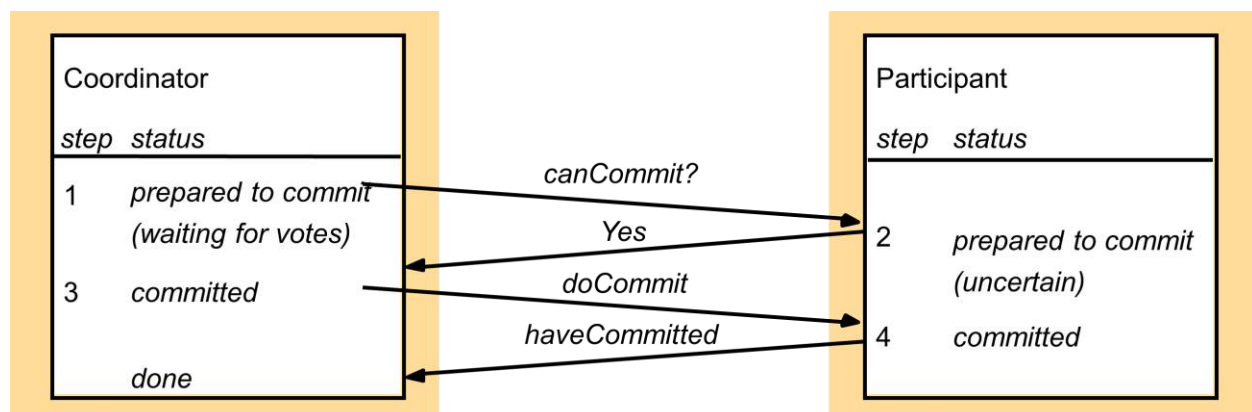 Coordinator
step status
1 prepared to commit
(waiting for votes)
3 committed
done
canCommit?
Yes
doCommit
haveCommitted
Participant
step status
2 prepared to commit
(uncertain)
4 committed